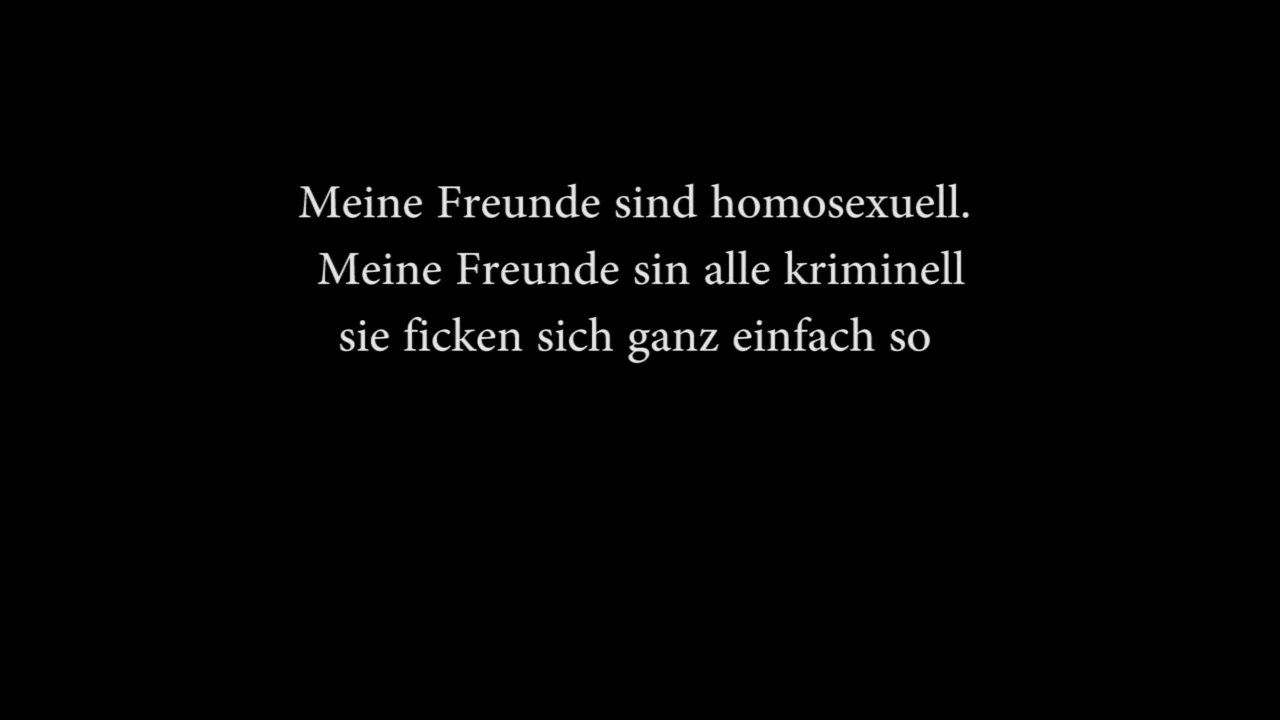 Meine Freunde sind homosexuell.
Meine Freunde sin alle kriminell
sie ficken sich ganz einfach so